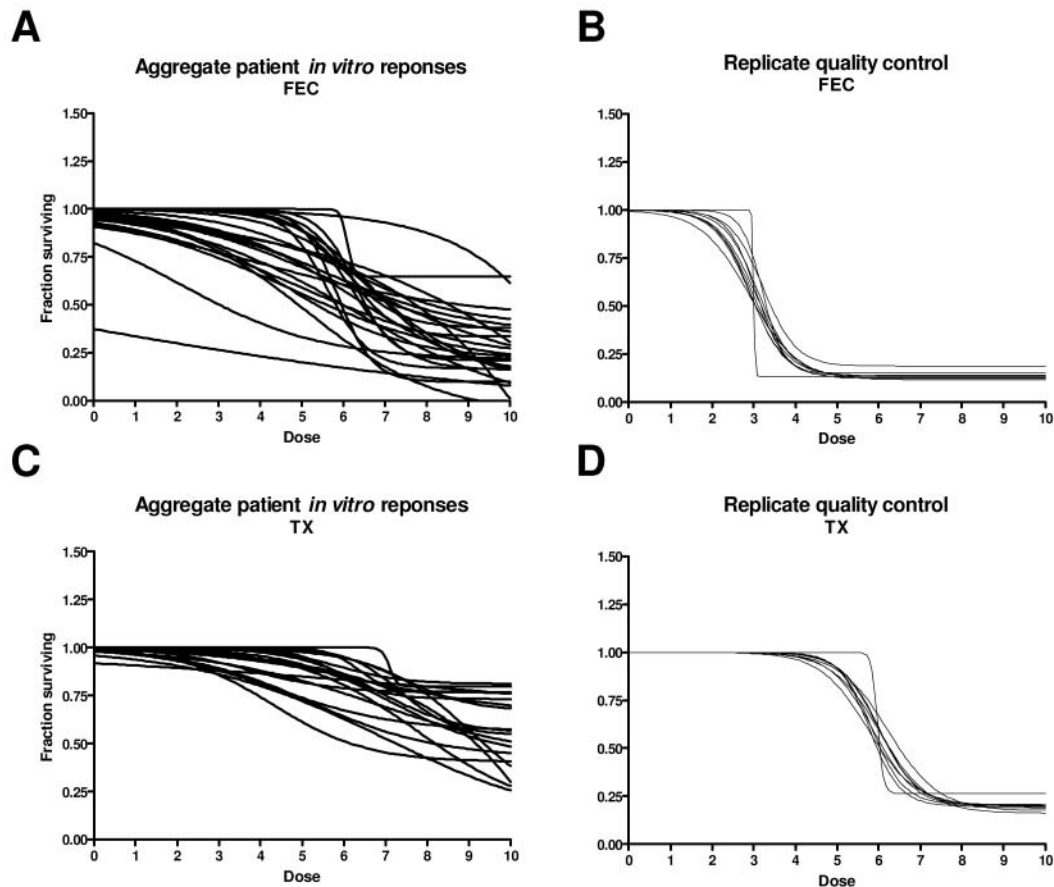 A
Aggregate patient in vitro reponses
FEC
1.50
1.25
1.00
0.75
0.50
0.25
0.00
Fraction surviving
0 1 2 3 4 5 6 7 8 9 10
Dose
B
Replicate quality control
FEC
1.50
1.25
1.00
0.75
0.50
0.25
0.00
0 1 2 3 4 5 6 7 8 9 10
Dose
C
Aggregate patient in vitro reponses
TX
1.50
1.25
1.00
0.75
0.50
0.25
0.00
Fraction surviving
0 1 2 3 4 5 6 7 8 9 10
Dose
D
Replicate quality control
TX
1.50
1.25
1.00
0.75
0.50
0.25
0.00
0 1 2 3 4 5 6 7 8 9 10
Dose